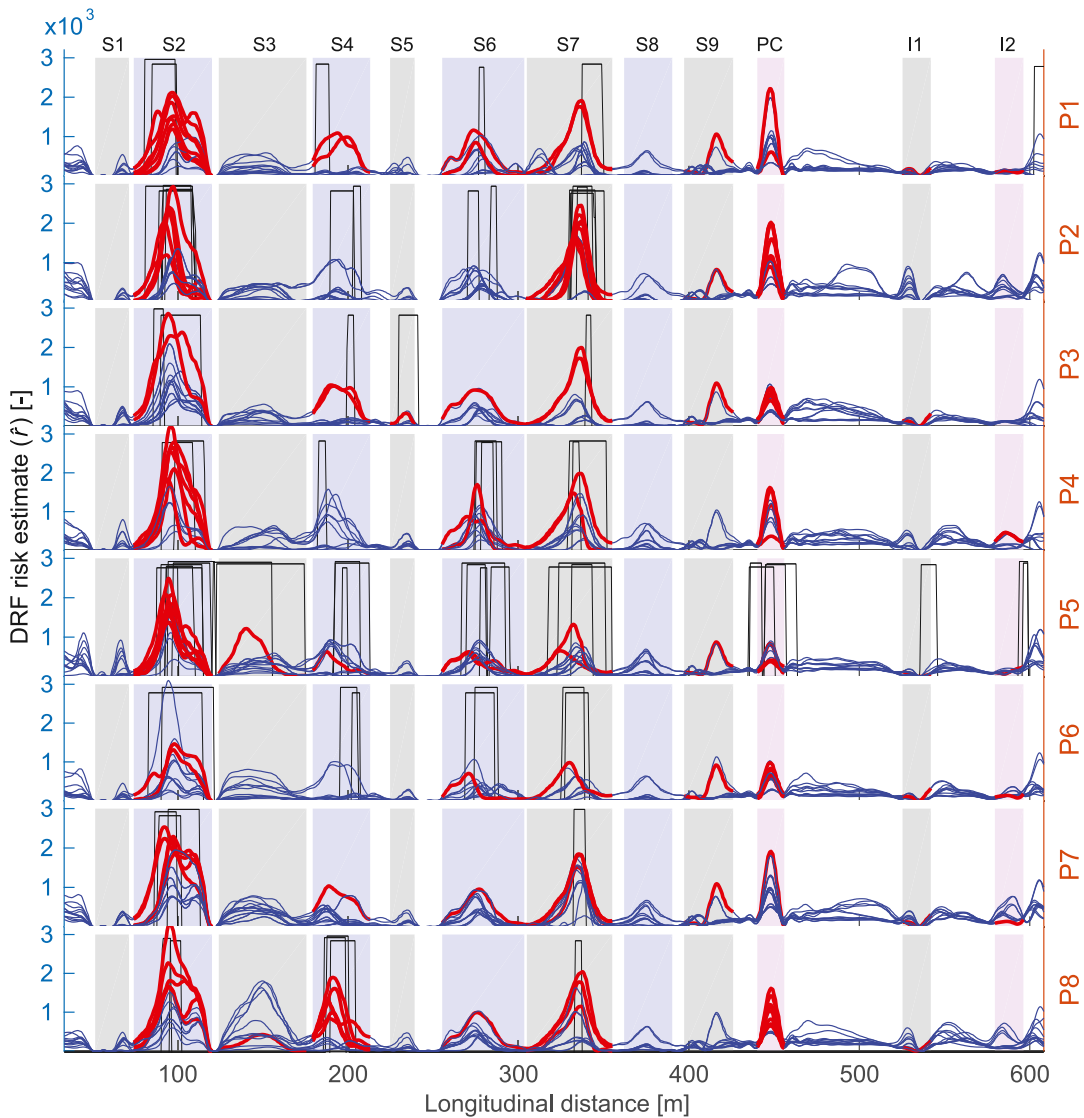 ×10³
S1 S2 S3 S4 S5 S6 S7 S8 S9 PC I1 I2
3
2
1
P1
3
2
1
P2
3
2
1
P3
3
2
1
P4
3
2
1
P5
3
2
1
P6
3
2
1
P7
3
2
1
P8
DRF risk estimate (r̂) [-]
100 200 300 400 500 600
Longitudinal distance [m]